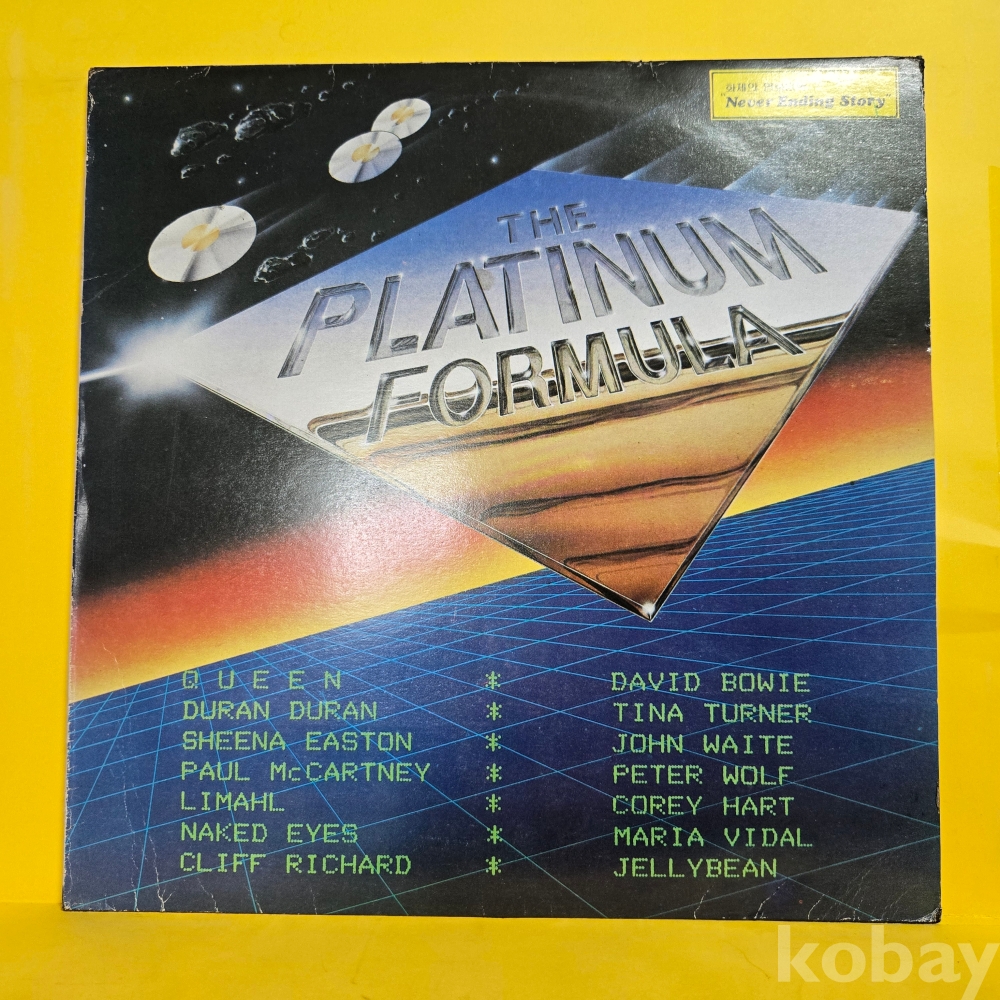 "Never Ending Story"
THE
PLATINUM
FORMULA
QUEEN * DAVID BOWIE
DURAN DURAN * TINA TURNER
SHEENA EASTON * JOHN WAITE
PAUL McCARTNEY * PETER WOLF
LIMAHL * COREY HART
NAKED EYES * MARIA VIDAL
CLIFF RICHARD * JELLYBEAN
kobay